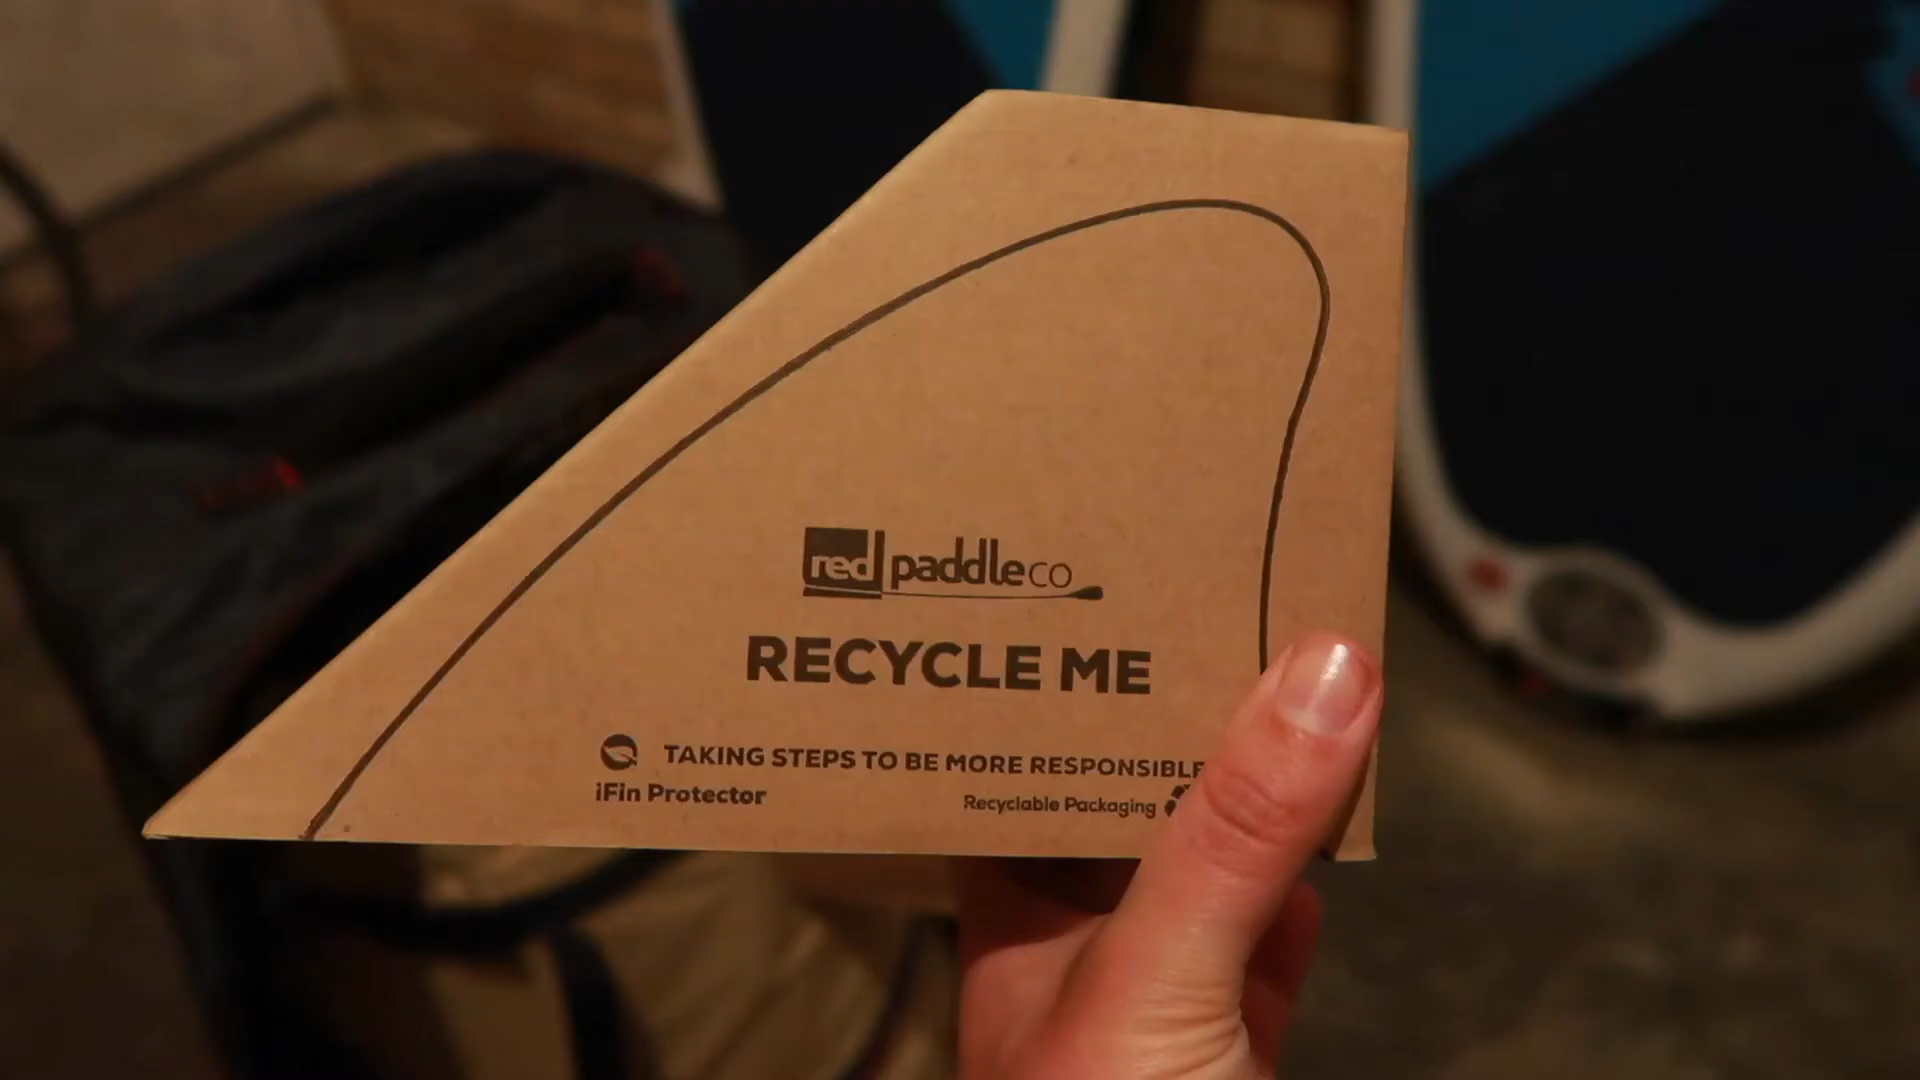 red paddle co
RECYCLE ME
TAKING STEPS TO BE MORE RESPONSIBLE
iFin Protector
Recyclable Packaging